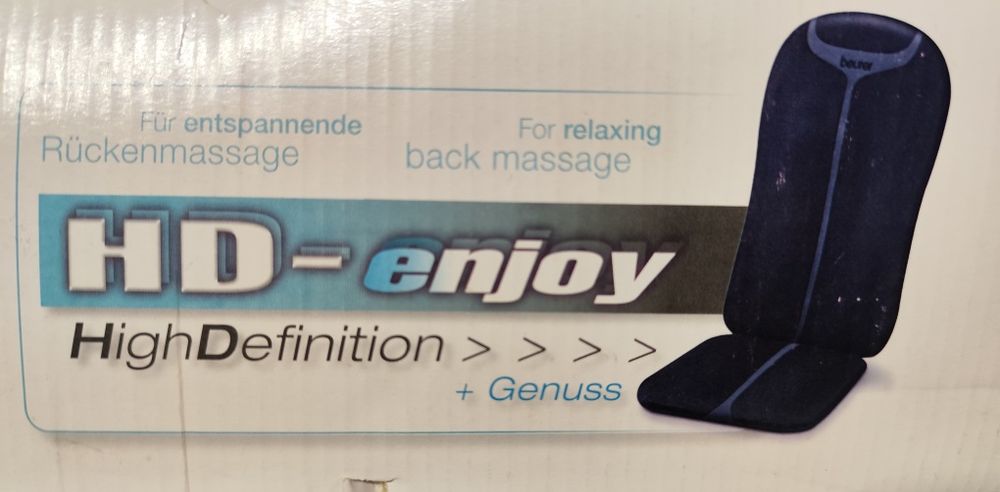 Für entspannende
Rückenmassage
For relaxing
back massage
beurer
HD-enjoy
HighDefinition > > > >
+ Genuss